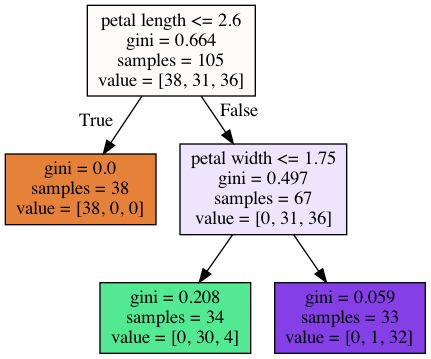 petal length <= 2.6
gini = 0.664
samples = 105
value = [38, 31, 36]
True
False
gini = 0.0
samples = 38
value = [38, 0, 0]
petal width <= 1.75
gini = 0.497
samples = 67
value = [0, 31, 36]
gini = 0.208
samples = 34
value = [0, 30, 4]
gini = 0.059
samples = 33
value = [0, 1, 32]